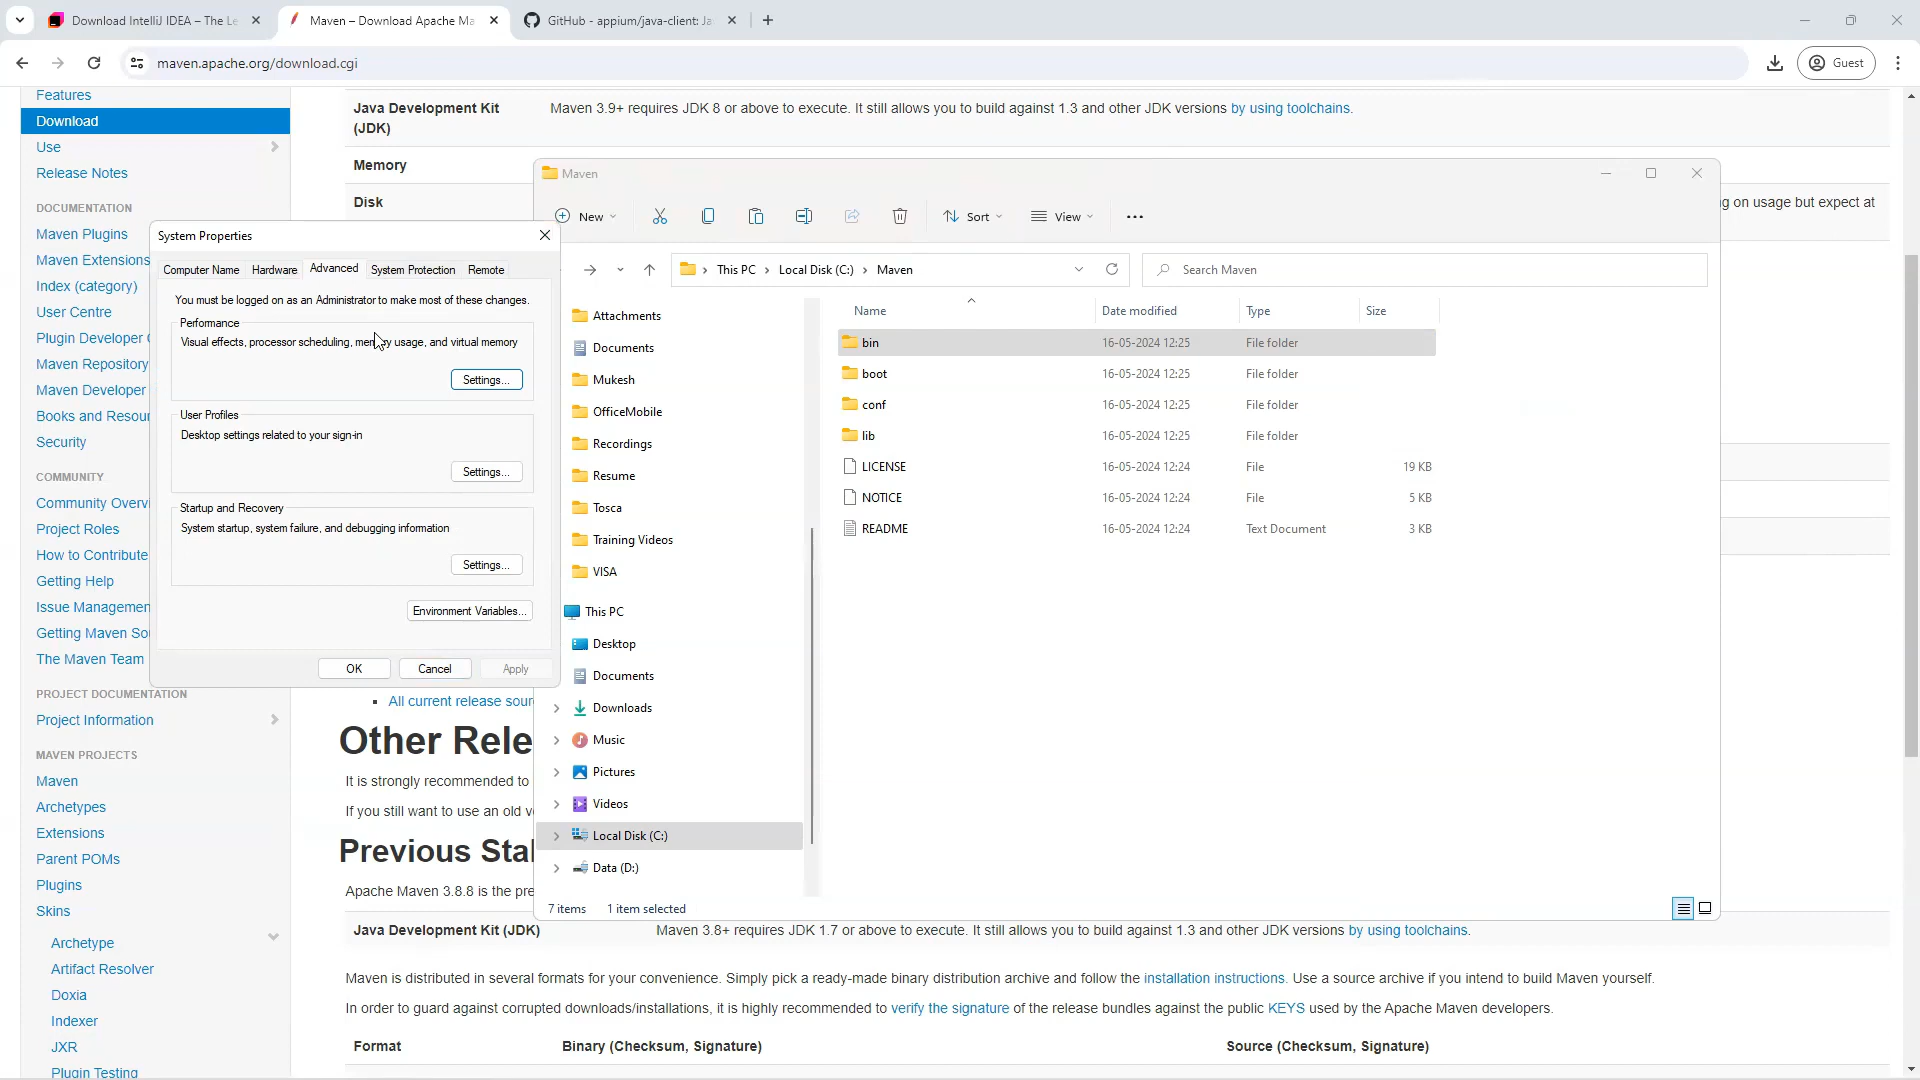 Download IntelliJ IDEA – The Le
Maven – Download Apache Ma
GitHub - appium/java-client: Ja
maven.apache.org/download.cgi
Guest
Features
Download
Use
Release Notes
DOCUMENTATION
Maven Plugins
Maven Extensions
Index (category)
User Centre
Plugin Developer
Maven Repository
Maven Developer
Books and Resour
Security
COMMUNITY
Community Overvi
Project Roles
How to Contribute
Getting Help
Issue Managemen
Getting Maven So
The Maven Team
PROJECT DOCUMENTATION
Project Information
MAVEN PROJECTS
Maven
Archetypes
Extensions
Parent POMs
Plugins
Skins
Archetype
Artifact Resolver
Doxia
Indexer
JXR
Plugin Testing
Java Development Kit
(JDK)
Maven 3.9+ requires JDK 8 or above to execute. It still allows you to build against 1.3 and other JDK versions by using toolchains.
Memory
Disk
g on usage but expect at
System Properties
Computer Name
Hardware
Advanced
System Protection
Remote
You must be logged on as an Administrator to make most of these changes.
Performance
Visual effects, processor scheduling, memory usage, and virtual memory
Settings...
User Profiles
Desktop settings related to your sign-in
Settings...
Startup and Recovery
System startup, system failure, and debugging information
Settings...
Environment Variables...
OK
Cancel
Apply
Maven
New
Sort
View
This PC
Local Disk (C:)
Maven
Search Maven
Attachments
Documents
Mukesh
OfficeMobile
Recordings
Resume
Tosca
Training Videos
VISA
This PC
Desktop
Documents
Downloads
Music
Pictures
Videos
Local Disk (C:)
Data (D:)
Name Date modified Type Size
bin 16-05-2024 12:25 File folder
boot 16-05-2024 12:25 File folder
conf 16-05-2024 12:25 File folder
lib 16-05-2024 12:25 File folder
LICENSE 16-05-2024 12:24 File 19 KB
NOTICE 16-05-2024 12:24 File 5 KB
README 16-05-2024 12:24 Text Document 3 KB
7 items 1 item selected
All current release sour
Other Rele
It is strongly recommended to
If you still want to use an old v
Previous Sta
Apache Maven 3.8.8 is the pre
Java Development Kit (JDK) Maven 3.8+ requires JDK 1.7 or above to execute. It still allows you to build against 1.3 and other JDK versions by using toolchains.
Maven is distributed in several formats for your convenience. Simply pick a ready-made binary distribution archive and follow the installation instructions. Use a source archive if you intend to build Maven yourself.
In order to guard against corrupted downloads/installations, it is highly recommended to verify the signature of the release bundles against the public KEYS used by the Apache Maven developers.
Format Binary (Checksum, Signature) Source (Checksum, Signature)